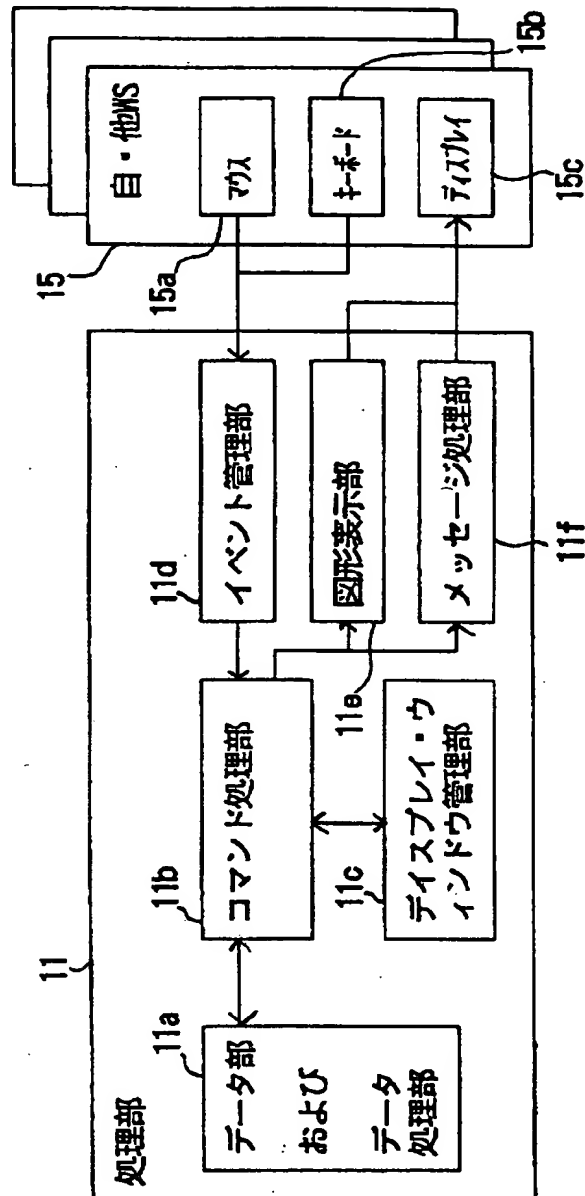 処理部
11
11a
データ部
および
データ
処理部
11b
コマンド処理部
11c
ディスプレイ・ウ
ィンドウ管理部
11d
イベント管理部
11e
図形表示部
メッセージ処理部
11f
15
自・他WS
15a
マウス
キーボード
15b
ディスプレイ
15c